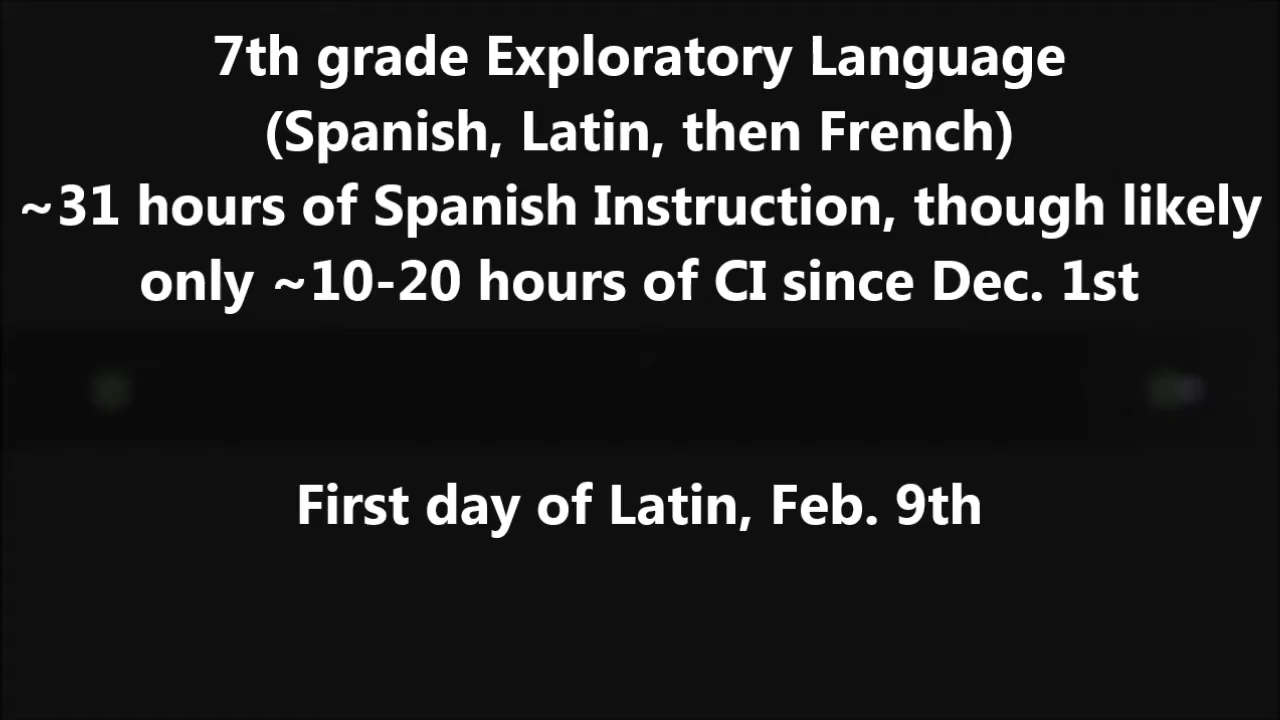 7th grade Exploratory Language
(Spanish, Latin, then French)
~31 hours of Spanish Instruction, though likely
only ~10-20 hours of CI since Dec. 1st
First day of Latin, Feb. 9th